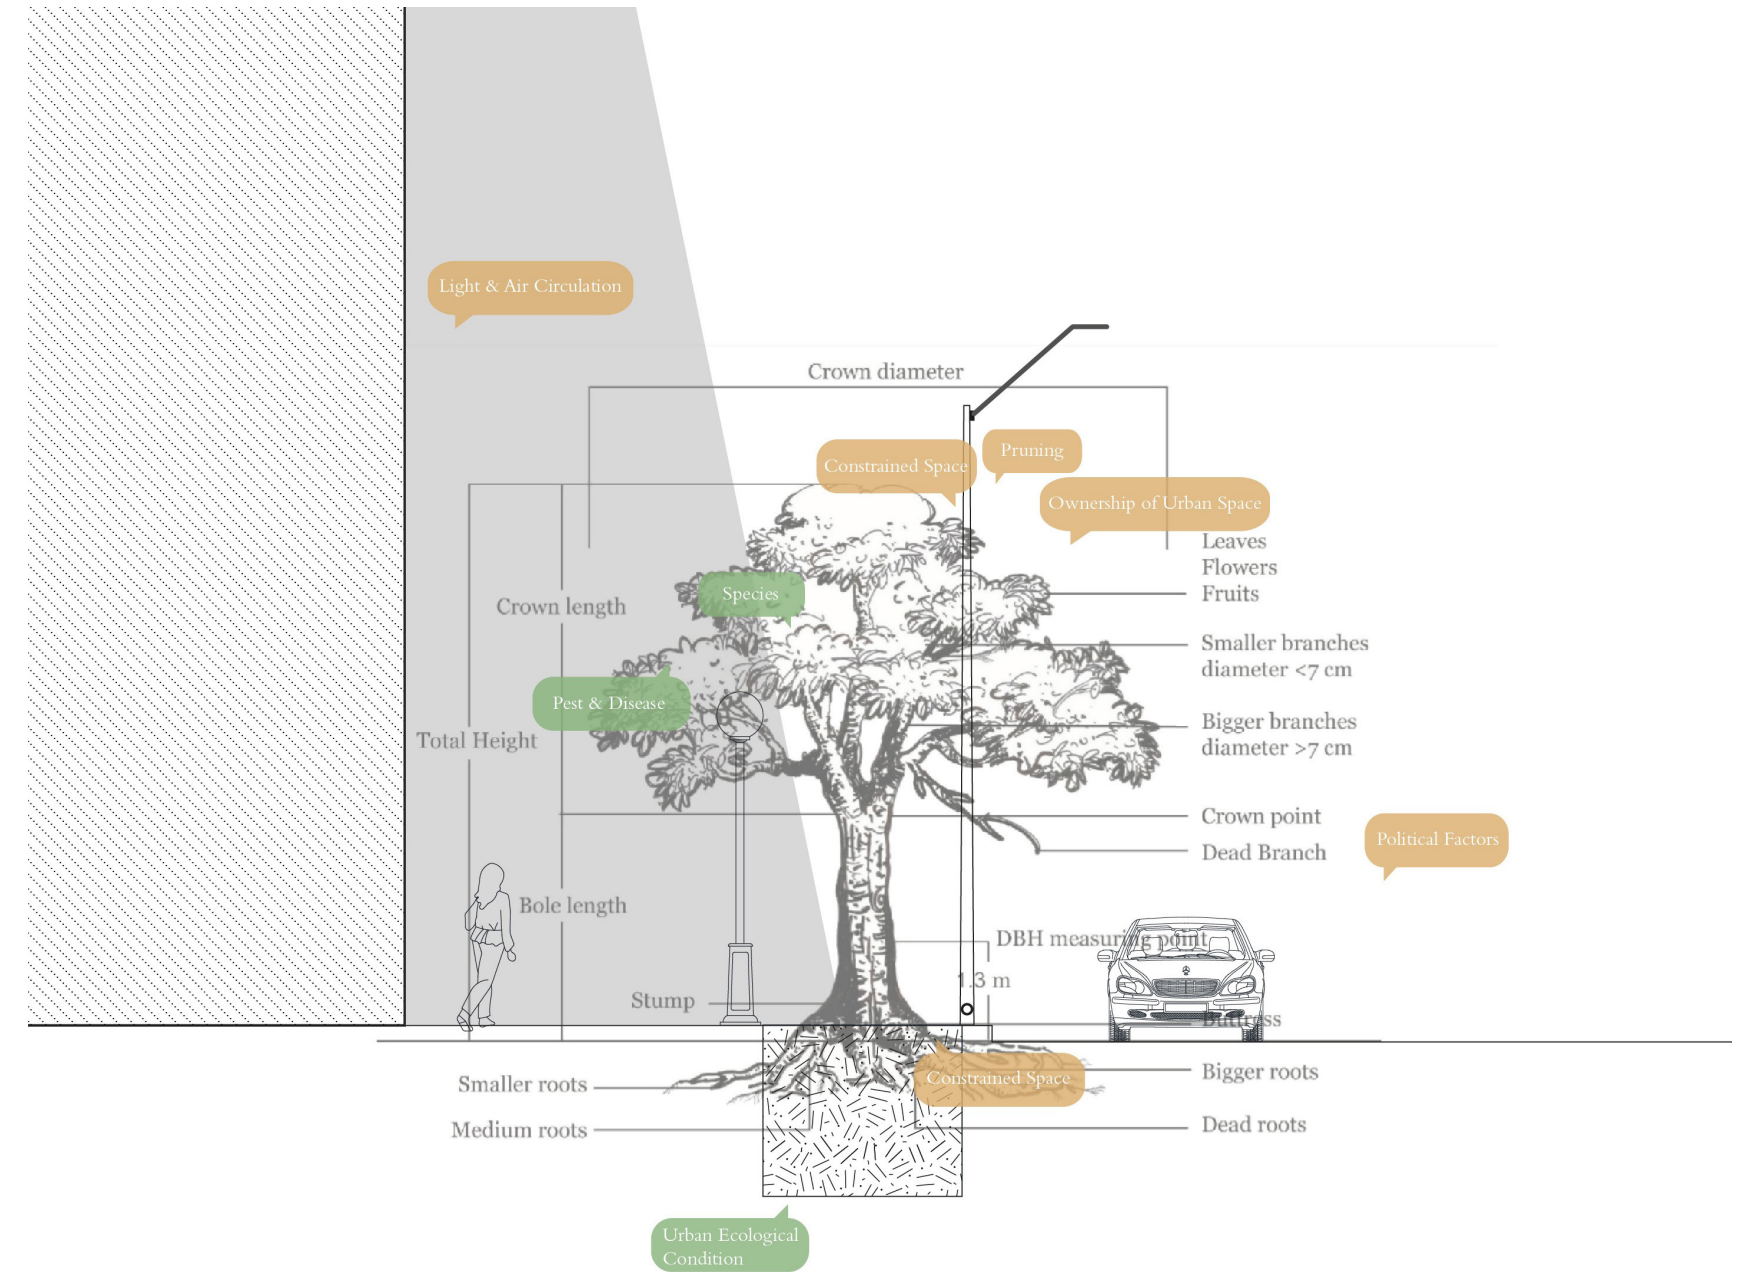 Light & Air Circulation
Crown diameter
Pruning
Constrained Space
Ownership of Urban Space
Leaves
Flowers
Fruits
Species
Crown length
Smaller branches
diameter <7 cm
Pest & Disease
Bigger branches
diameter >7 cm
Total Height
Crown point
Political Factors
Dead Branch
Bole length
DBH measuring point
1.3 m
Stump
Buttress
Bigger roots
Constrained Space
Smaller roots
Dead roots
Medium roots
Urban Ecological
Condition